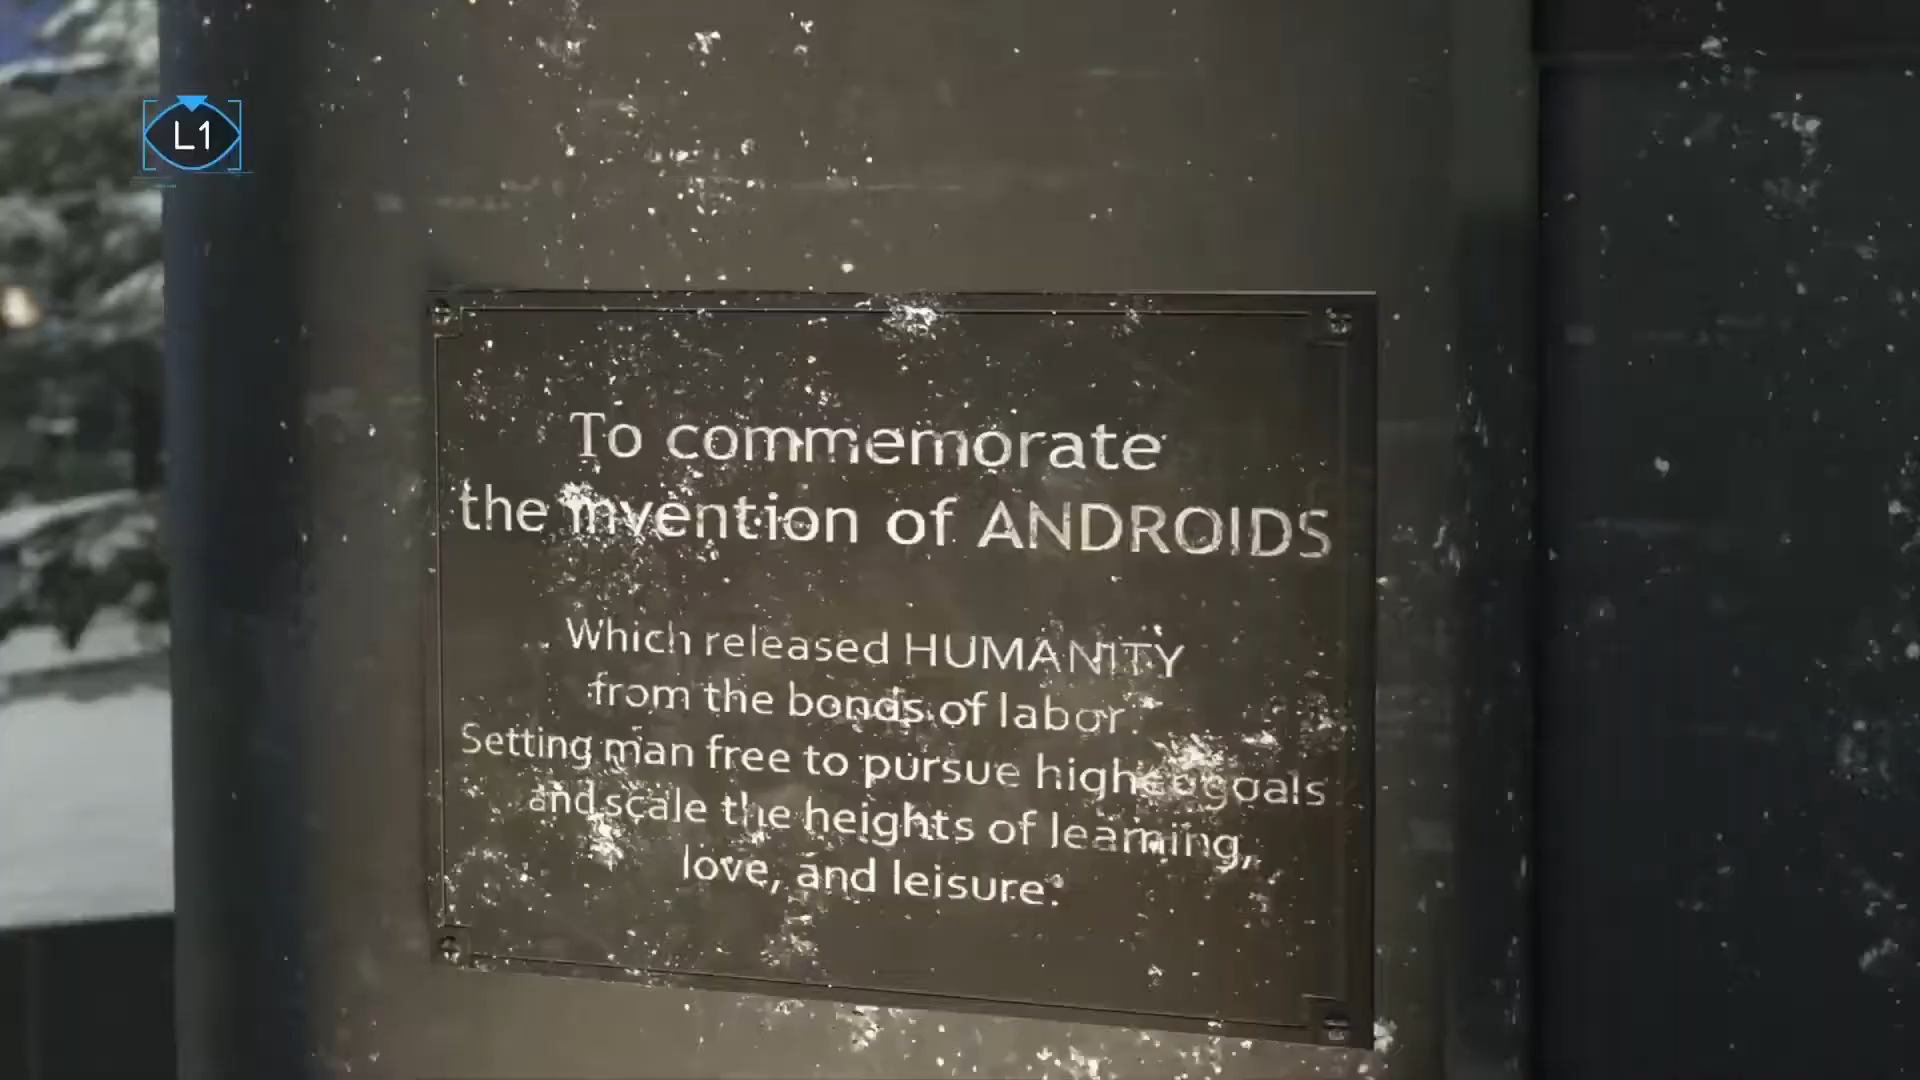 L1
To commemorate
the invention of ANDROIDS
Which released HUMANITY
from the bonds of labor.
Setting man free to pursue higher goals
and scale the heights of learning,
love, and leisure.